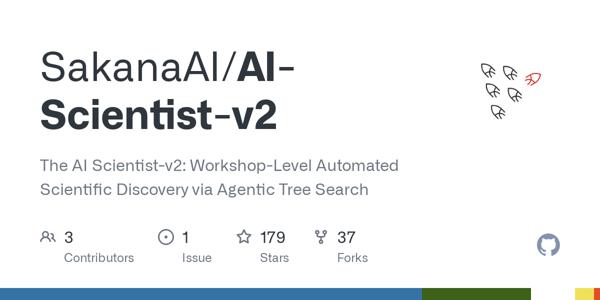 SakanaAI/AI-
Scientist-v2
The AI Scientist-v2: Workshop-Level Automated
Scientific Discovery via Agentic Tree Search
3 1 179 37
Contributors Issue Stars Forks